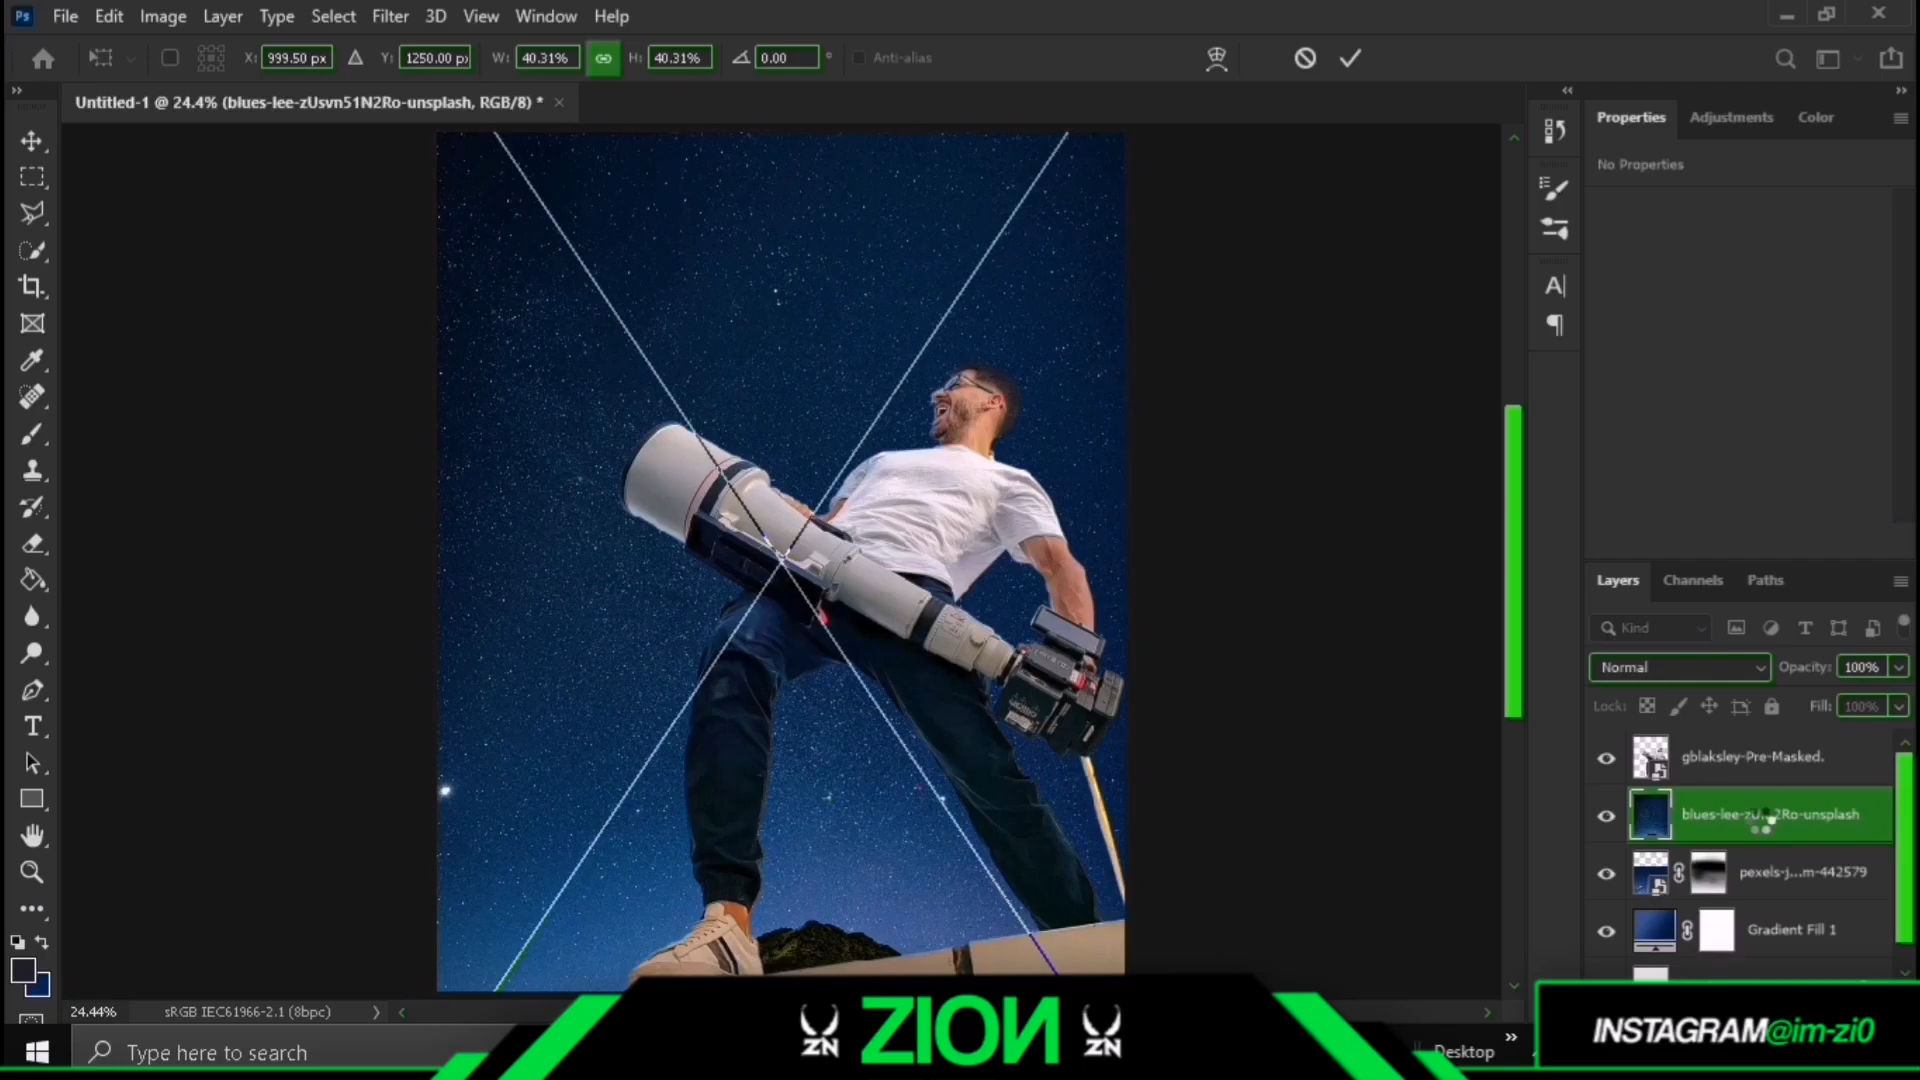 Ps File Edit Image Layer Type Select Filter 3D View Window Help
X: 999.50 px Y: 1250.00 px W: 40.31% H: 40.31% 0.00 ° Anti-alias
Untitled-1 @ 24.4% (blues-lee-zUsvn51N2Ro-unsplash, RGB/8) * ×
Properties Adjustments Color
No Properties
Layers Channels Paths
Kind
Normal Opacity: 100%
Lock: Fill: 100%
gblaksley-Pre-Masked.
blues-lee-zU...2Ro-unsplash
pexels-j...m-442579
Gradient Fill 1
24.44% sRGB IEC61966-2.1 (8bpc)
Type here to search
ZN ZION ZN
Desktop
INSTAGRAM@im-zi0